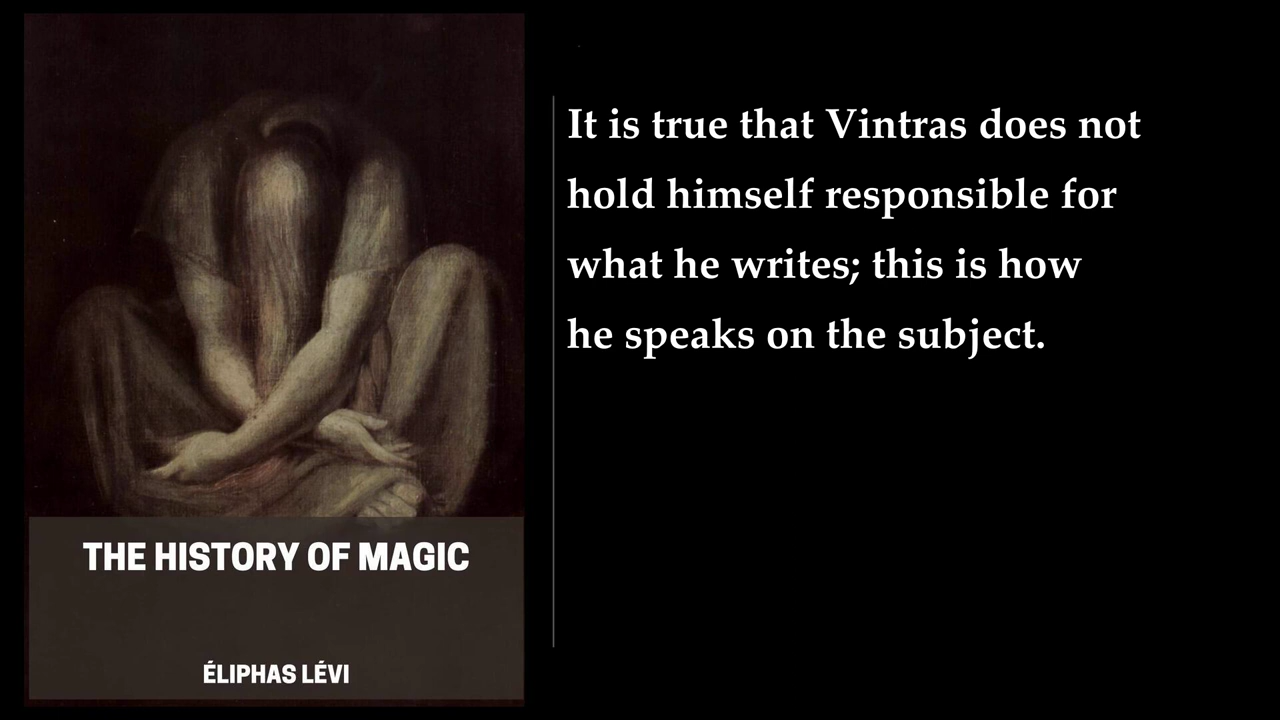 It is true that Vintras does not
hold himself responsible for
what he writes; this is how
he speaks on the subject.
THE HISTORY OF MAGIC
ÉLIPHAS LÉVI